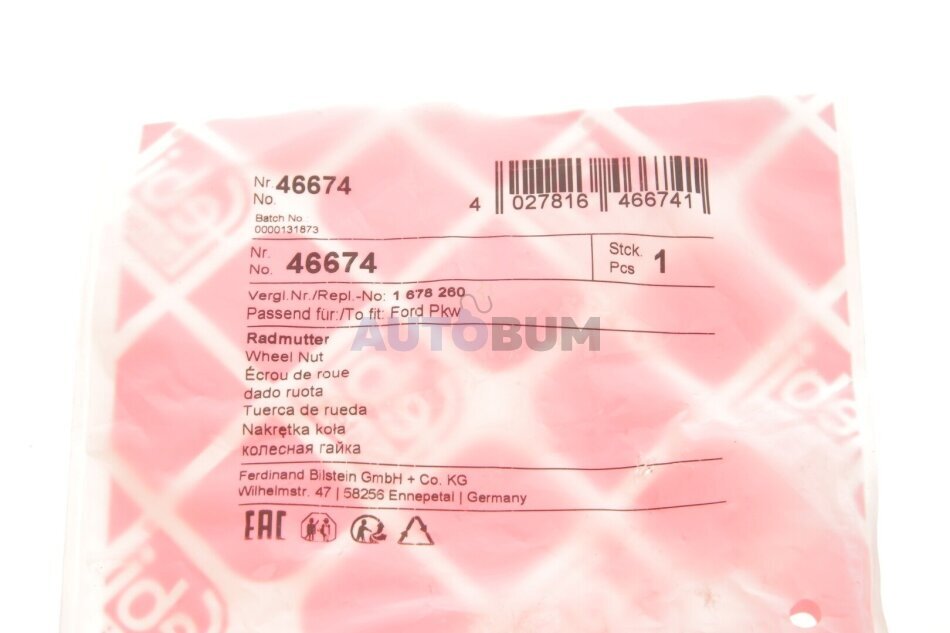 Nr. 46674
No.
Batch No.:
0000131873
4 027816 466741
Nr.
No. 46674
Stck.
Pcs 1
Vergl.Nr./Repl.-No: 1 678 260
Passend für:/To fit: Ford Pkw
AUTOBUM
Radmutter
Wheel Nut
Écrou de roue
dado ruota
Tuerca de rueda
Nakrętka koła
колесная гайка
Ferdinand Bilstein GmbH + Co. KG
Wilhelmstr. 47 | 58256 Ennepetal | Germany
EAC